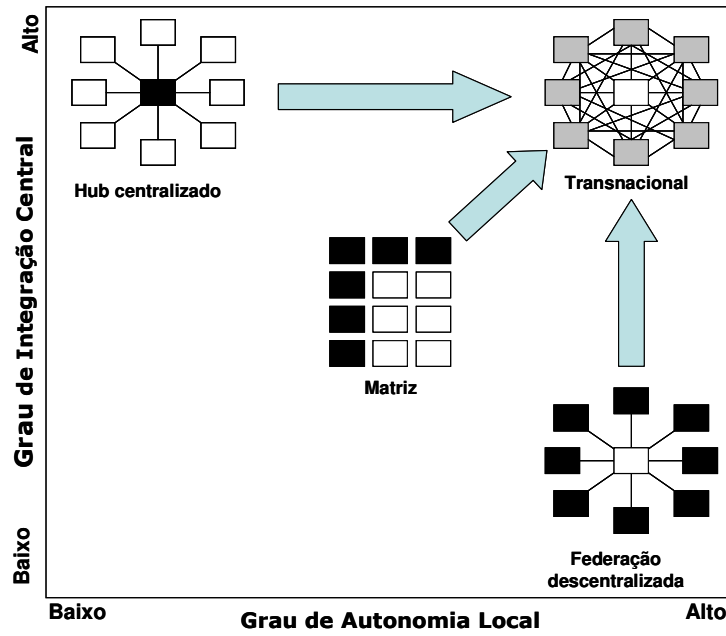 Alto
Grau de Integração Central
Baixo
Hub centralizado
Transnacional
Matriz
Federação
descentralizada
Baixo
Grau de Autonomia Local
Alto